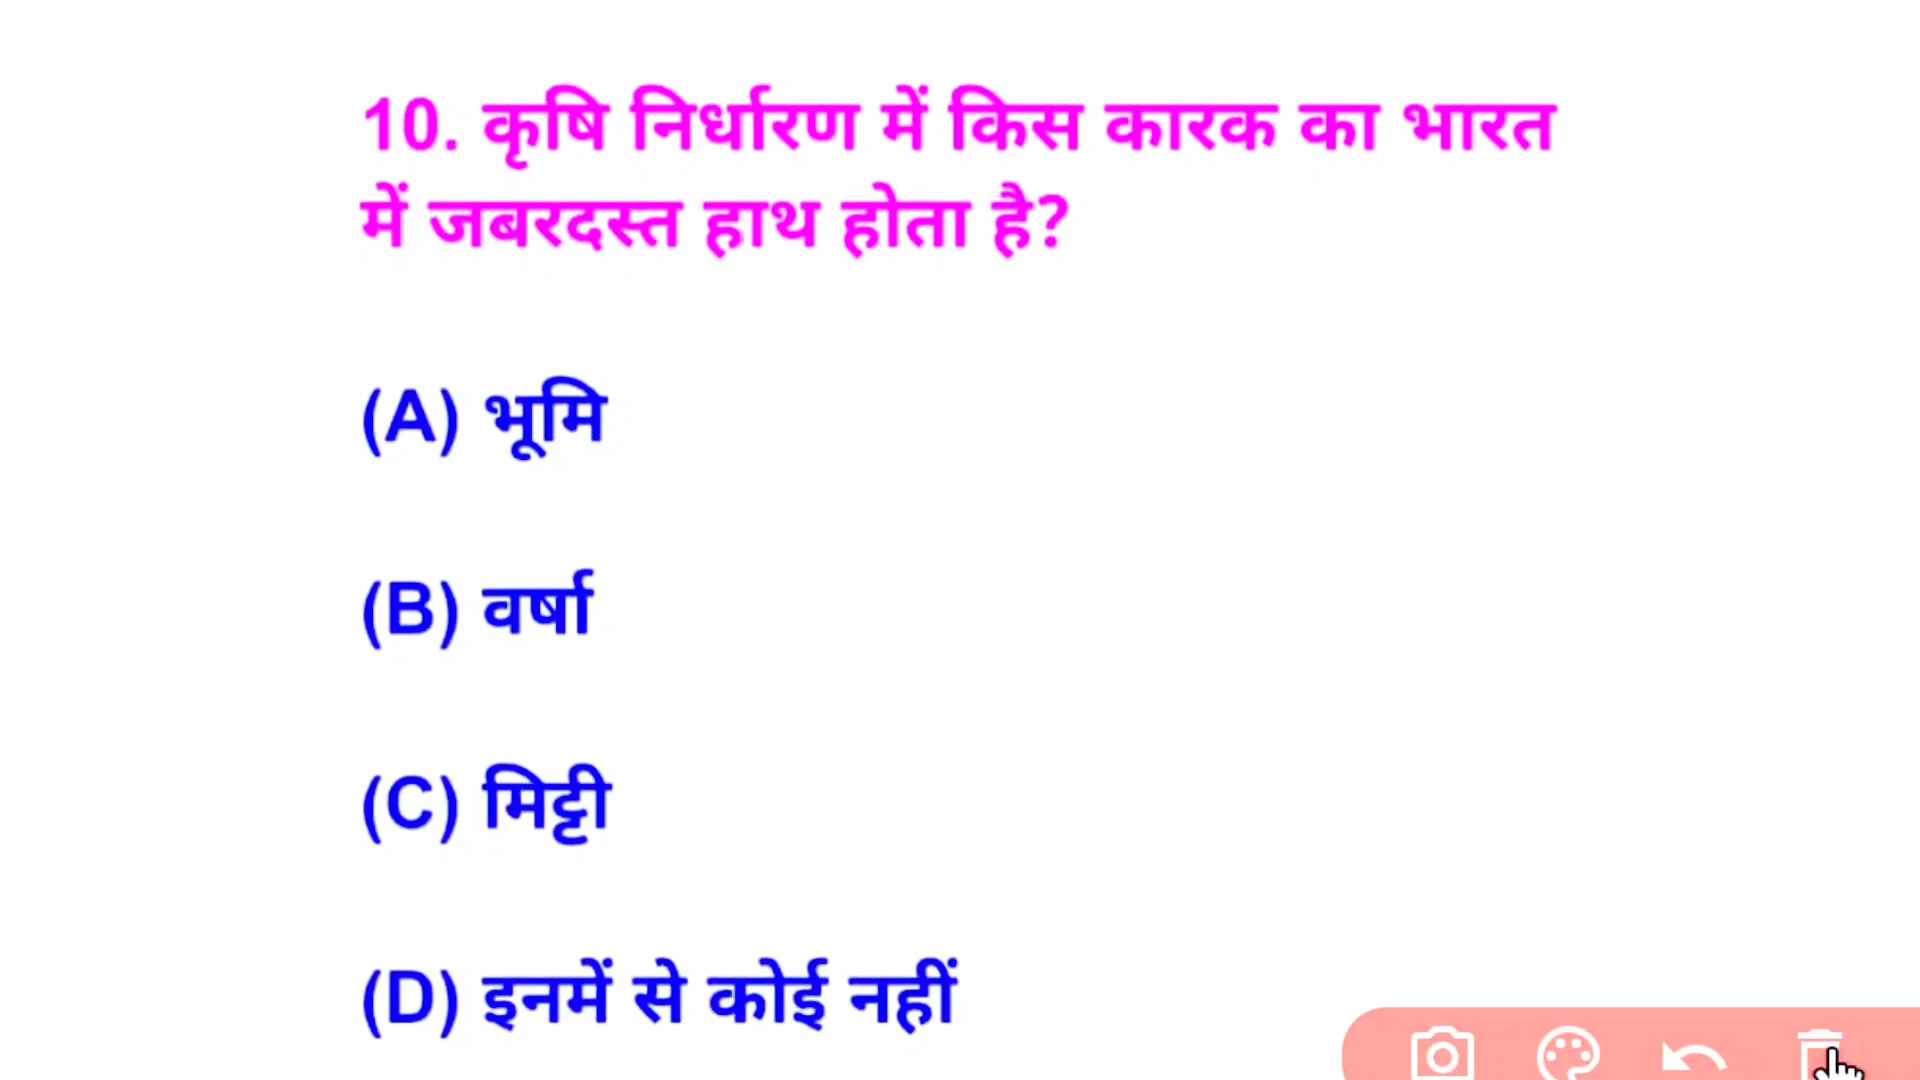 10. कृषि निर्धारण में किस कारक का भारत
में जबरदस्त हाथ होता है?
(A) भूमि
(B) वर्षा
(C) मिट्टी
(D) इनमें से कोई नहीं